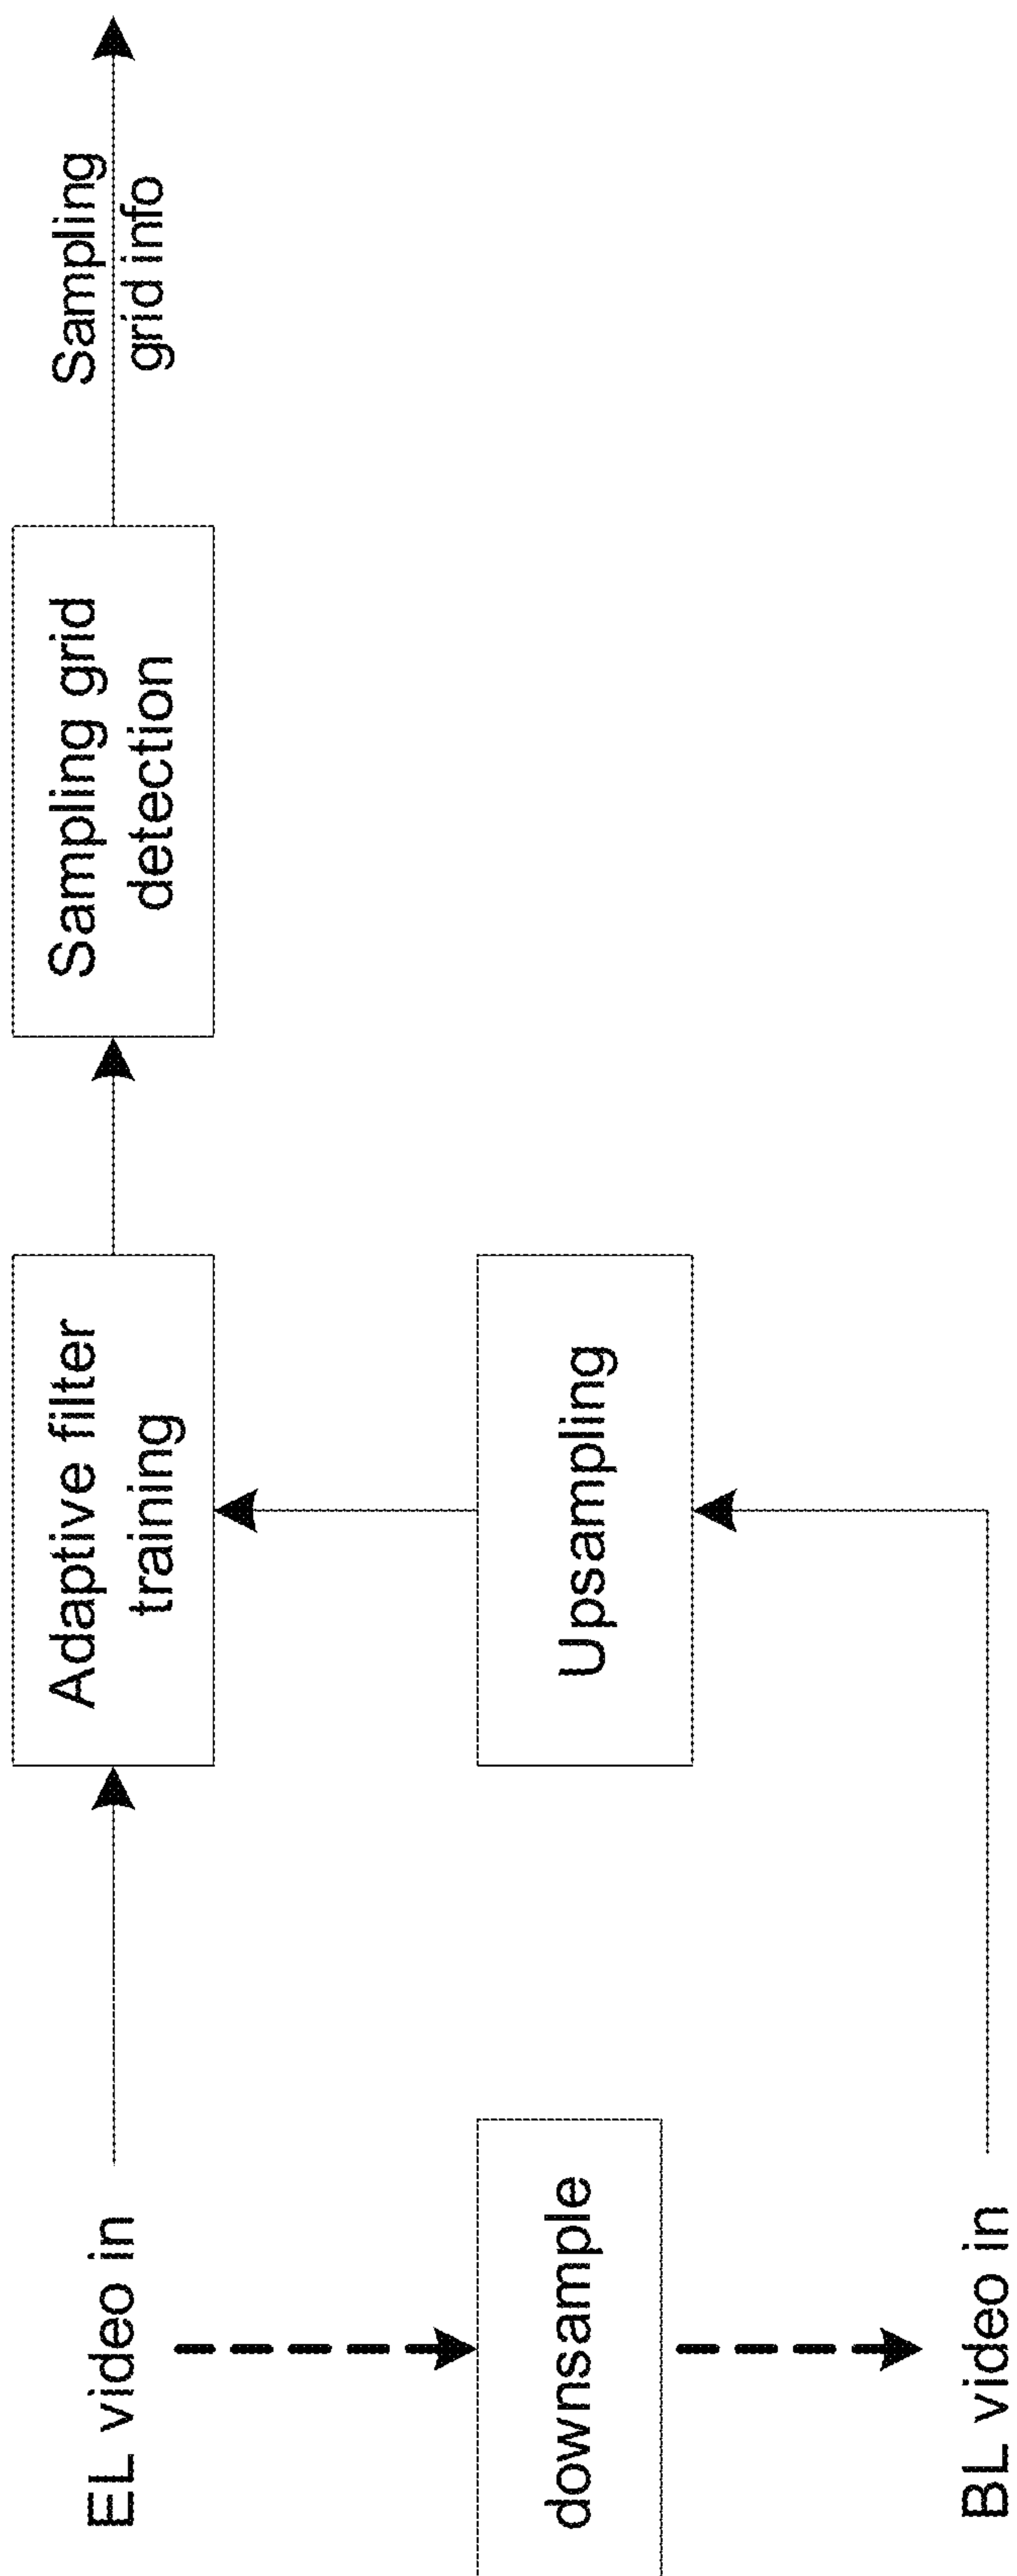 EL video in
Adaptive filter
training
Sampling grid
detection
Sampling
grid info
downsample
Upsampling
BL video in